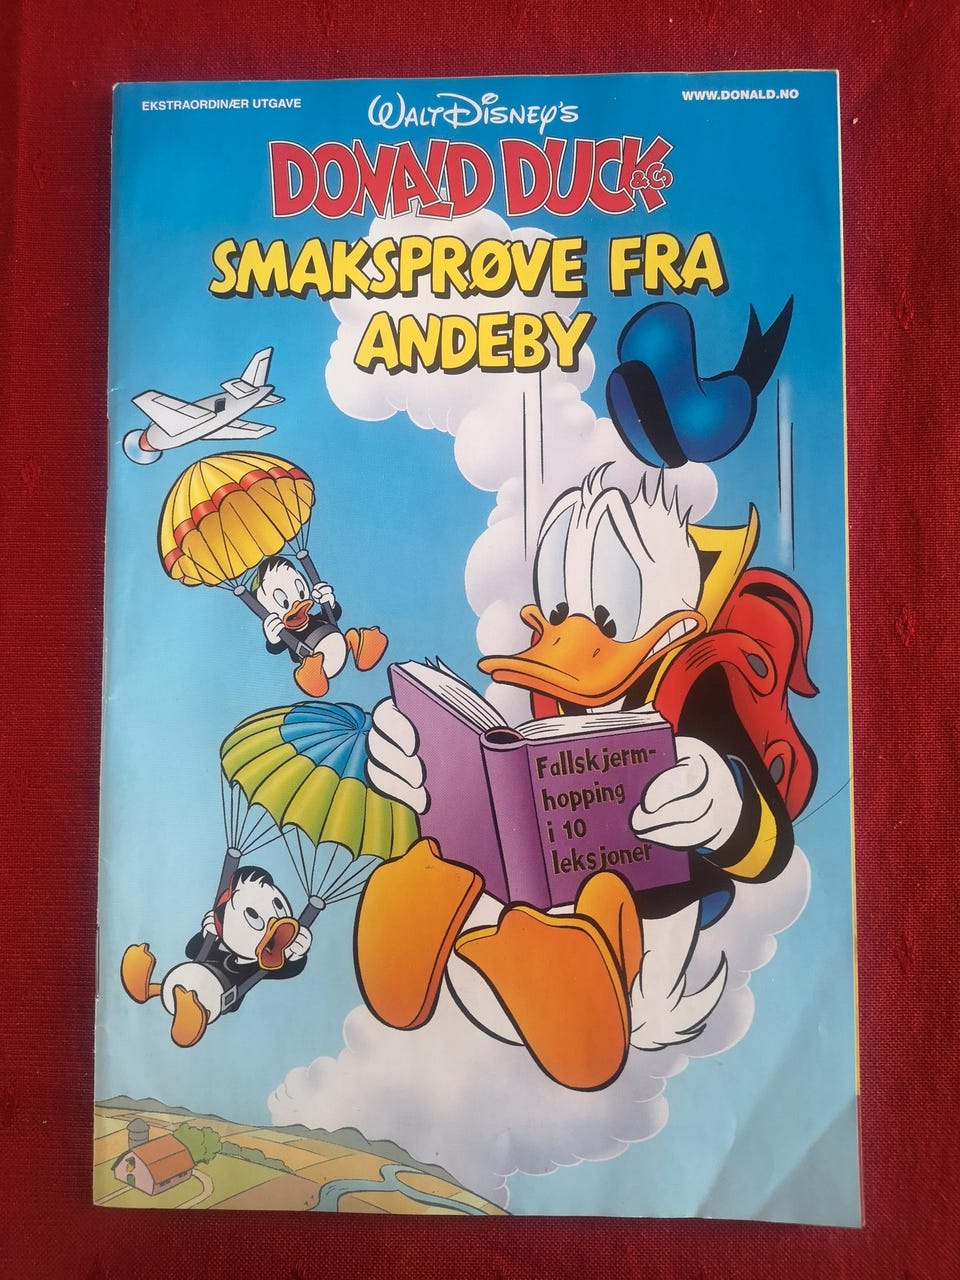 EKSTRAORDINÆR UTGAVE
WWW.DONALD.NO
WALT DISNEY'S
DONALD DUCK & CO
SMAKSPRØVE FRA
ANDEBY
Fallskjerm-
hopping
i 10
leksjoner